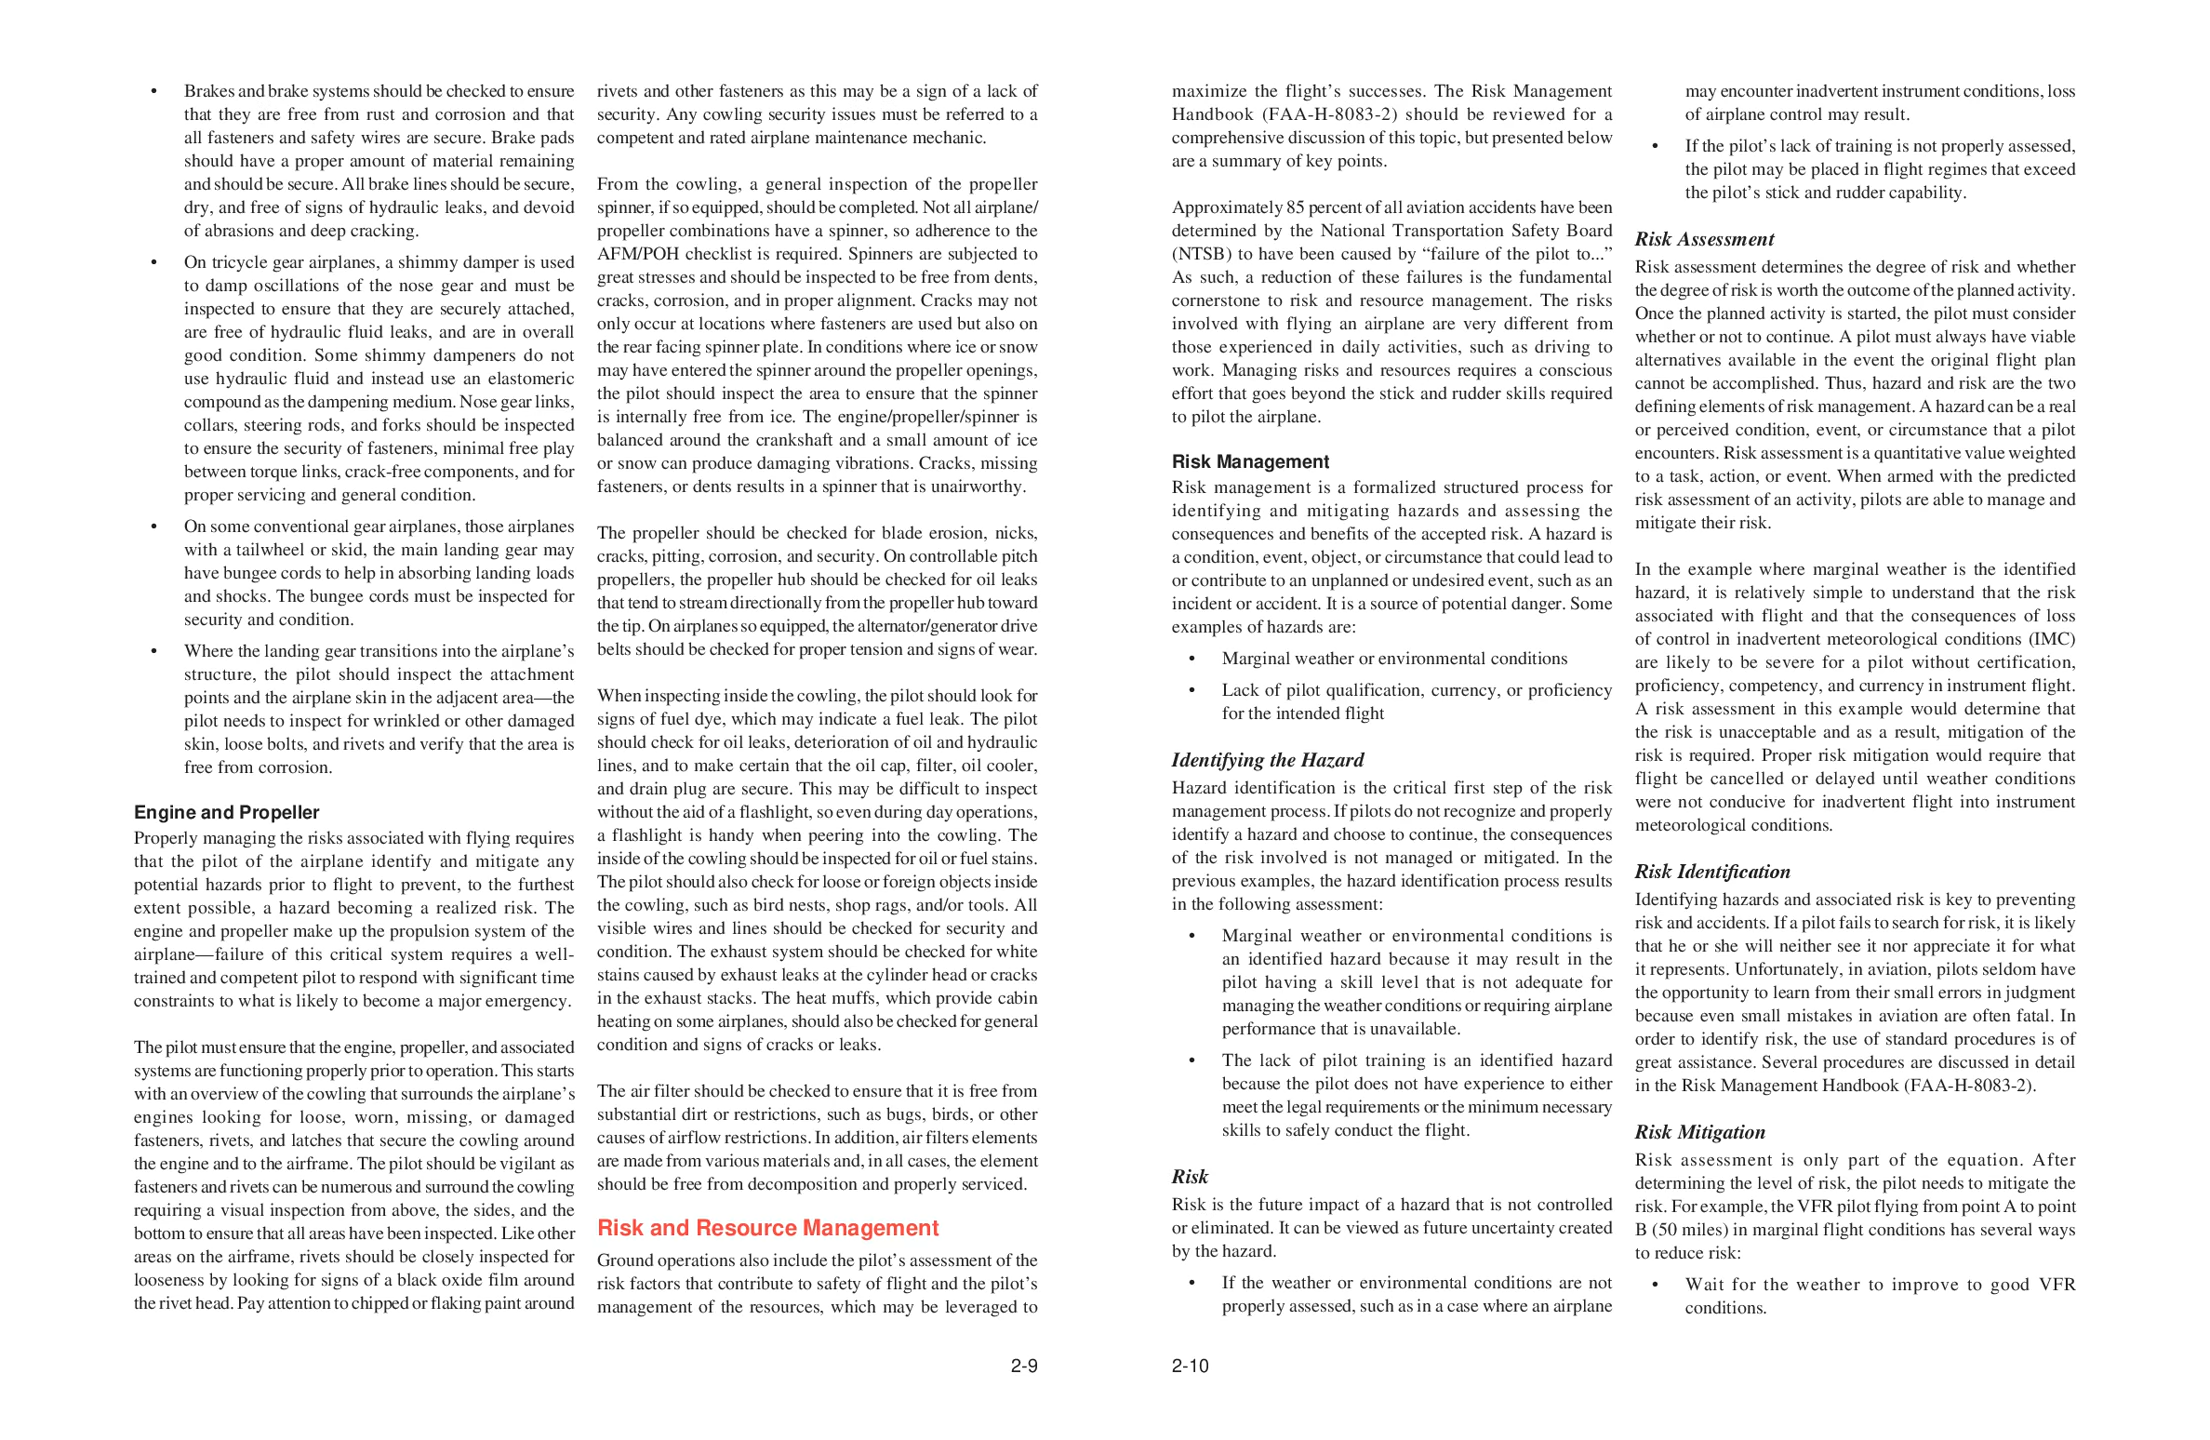 • Brakes and brake systems should be checked to ensure
that they are free from rust and corrosion and that
all fasteners and safety wires are secure. Brake pads
should have a proper amount of material remaining
and should be secure. All brake lines should be secure,
dry, and free of signs of hydraulic leaks, and devoid
of abrasions and deep cracking.
• On tricycle gear airplanes, a shimmy damper is used
to damp oscillations of the nose gear and must be
inspected to ensure that they are securely attached,
are free of hydraulic fluid leaks, and are in overall
good condition. Some shimmy dampeners do not
use hydraulic fluid and instead use an elastomeric
compound as the dampening medium. Nose gear links,
collars, steering rods, and forks should be inspected
to ensure the security of fasteners, minimal free play
between torque links, crack-free components, and for
proper servicing and general condition.
• On some conventional gear airplanes, those airplanes
with a tailwheel or skid, the main landing gear may
have bungee cords to help in absorbing landing loads
and shocks. The bungee cords must be inspected for
security and condition.
• Where the landing gear transitions into the airplane’s
structure, the pilot should inspect the attachment
points and the airplane skin in the adjacent area—the
pilot needs to inspect for wrinkled or other damaged
skin, loose bolts, and rivets and verify that the area is
free from corrosion.
Engine and Propeller
Properly managing the risks associated with flying requires
that the pilot of the airplane identify and mitigate any
potential hazards prior to flight to prevent, to the furthest
extent possible, a hazard becoming a realized risk. The
engine and propeller make up the propulsion system of the
airplane—failure of this critical system requires a well-
trained and competent pilot to respond with significant time
constraints to what is likely to become a major emergency.
The pilot must ensure that the engine, propeller, and associated
systems are functioning properly prior to operation. This starts
with an overview of the cowling that surrounds the airplane’s
engines looking for loose, worn, missing, or damaged
fasteners, rivets, and latches that secure the cowling around
the engine and to the airframe. The pilot should be vigilant as
fasteners and rivets can be numerous and surround the cowling
requiring a visual inspection from above, the sides, and the
bottom to ensure that all areas have been inspected. Like other
areas on the airframe, rivets should be closely inspected for
looseness by looking for signs of a black oxide film around
the rivet head. Pay attention to chipped or flaking paint around
rivets and other fasteners as this may be a sign of a lack of
security. Any cowling security issues must be referred to a
competent and rated airplane maintenance mechanic.
From the cowling, a general inspection of the propeller
spinner, if so equipped, should be completed. Not all airplane/
propeller combinations have a spinner, so adherence to the
AFM/POH checklist is required. Spinners are subjected to
great stresses and should be inspected to be free from dents,
cracks, corrosion, and in proper alignment. Cracks may not
only occur at locations where fasteners are used but also on
the rear facing spinner plate. In conditions where ice or snow
may have entered the spinner around the propeller openings,
the pilot should inspect the area to ensure that the spinner
is internally free from ice. The engine/propeller/spinner is
balanced around the crankshaft and a small amount of ice
or snow can produce damaging vibrations. Cracks, missing
fasteners, or dents results in a spinner that is unairworthy.
The propeller should be checked for blade erosion, nicks,
cracks, pitting, corrosion, and security. On controllable pitch
propellers, the propeller hub should be checked for oil leaks
that tend to stream directionally from the propeller hub toward
the tip. On airplanes so equipped, the alternator/generator drive
belts should be checked for proper tension and signs of wear.
When inspecting inside the cowling, the pilot should look for
signs of fuel dye, which may indicate a fuel leak. The pilot
should check for oil leaks, deterioration of oil and hydraulic
lines, and to make certain that the oil cap, filter, oil cooler,
and drain plug are secure. This may be difficult to inspect
without the aid of a flashlight, so even during day operations,
a flashlight is handy when peering into the cowling. The
inside of the cowling should be inspected for oil or fuel stains.
The pilot should also check for loose or foreign objects inside
the cowling, such as bird nests, shop rags, and/or tools. All
visible wires and lines should be checked for security and
condition. The exhaust system should be checked for white
stains caused by exhaust leaks at the cylinder head or cracks
in the exhaust stacks. The heat muffs, which provide cabin
heating on some airplanes, should also be checked for general
condition and signs of cracks or leaks.
The air filter should be checked to ensure that it is free from
substantial dirt or restrictions, such as bugs, birds, or other
causes of airflow restrictions. In addition, air filters elements
are made from various materials and, in all cases, the element
should be free from decomposition and properly serviced.
Risk and Resource Management
Ground operations also include the pilot’s assessment of the
risk factors that contribute to safety of flight and the pilot’s
management of the resources, which may be leveraged to
2-9
maximize the flight’s successes. The Risk Management
Handbook (FAA-H-8083-2) should be reviewed for a
comprehensive discussion of this topic, but presented below
are a summary of key points.
Approximately 85 percent of all aviation accidents have been
determined by the National Transportation Safety Board
(NTSB) to have been caused by “failure of the pilot to...”
As such, a reduction of these failures is the fundamental
cornerstone to risk and resource management. The risks
involved with flying an airplane are very different from
those experienced in daily activities, such as driving to
work. Managing risks and resources requires a conscious
effort that goes beyond the stick and rudder skills required
to pilot the airplane.
Risk Management
Risk management is a formalized structured process for
identifying and mitigating hazards and assessing the
consequences and benefits of the accepted risk. A hazard is
a condition, event, object, or circumstance that could lead to
or contribute to an unplanned or undesired event, such as an
incident or accident. It is a source of potential danger. Some
examples of hazards are:
• Marginal weather or environmental conditions
• Lack of pilot qualification, currency, or proficiency
for the intended flight
Identifying the Hazard
Hazard identification is the critical first step of the risk
management process. If pilots do not recognize and properly
identify a hazard and choose to continue, the consequences
of the risk involved is not managed or mitigated. In the
previous examples, the hazard identification process results
in the following assessment:
• Marginal weather or environmental conditions is
an identified hazard because it may result in the
pilot having a skill level that is not adequate for
managing the weather conditions or requiring airplane
performance that is unavailable.
• The lack of pilot training is an identified hazard
because the pilot does not have experience to either
meet the legal requirements or the minimum necessary
skills to safely conduct the flight.
Risk
Risk is the future impact of a hazard that is not controlled
or eliminated. It can be viewed as future uncertainty created
by the hazard.
• If the weather or environmental conditions are not
properly assessed, such as in a case where an airplane
may encounter inadvertent instrument conditions, loss
of airplane control may result.
• If the pilot’s lack of training is not properly assessed,
the pilot may be placed in flight regimes that exceed
the pilot’s stick and rudder capability.
Risk Assessment
Risk assessment determines the degree of risk and whether
the degree of risk is worth the outcome of the planned activity.
Once the planned activity is started, the pilot must consider
whether or not to continue. A pilot must always have viable
alternatives available in the event the original flight plan
cannot be accomplished. Thus, hazard and risk are the two
defining elements of risk management. A hazard can be a real
or perceived condition, event, or circumstance that a pilot
encounters. Risk assessment is a quantitative value weighted
to a task, action, or event. When armed with the predicted
risk assessment of an activity, pilots are able to manage and
mitigate their risk.
In the example where marginal weather is the identified
hazard, it is relatively simple to understand that the risk
associated with flight and that the consequences of loss
of control in inadvertent meteorological conditions (IMC)
are likely to be severe for a pilot without certification,
proficiency, competency, and currency in instrument flight.
A risk assessment in this example would determine that
the risk is unacceptable and as a result, mitigation of the
risk is required. Proper risk mitigation would require that
flight be cancelled or delayed until weather conditions
were not conducive for inadvertent flight into instrument
meteorological conditions.
Risk Identification
Identifying hazards and associated risk is key to preventing
risk and accidents. If a pilot fails to search for risk, it is likely
that he or she will neither see it nor appreciate it for what
it represents. Unfortunately, in aviation, pilots seldom have
the opportunity to learn from their small errors in judgment
because even small mistakes in aviation are often fatal. In
order to identify risk, the use of standard procedures is of
great assistance. Several procedures are discussed in detail
in the Risk Management Handbook (FAA-H-8083-2).
Risk Mitigation
Risk assessment is only part of the equation. After
determining the level of risk, the pilot needs to mitigate the
risk. For example, the VFR pilot flying from point A to point
B (50 miles) in marginal flight conditions has several ways
to reduce risk:
• Wait for the weather to improve to good VFR
conditions.
2-10